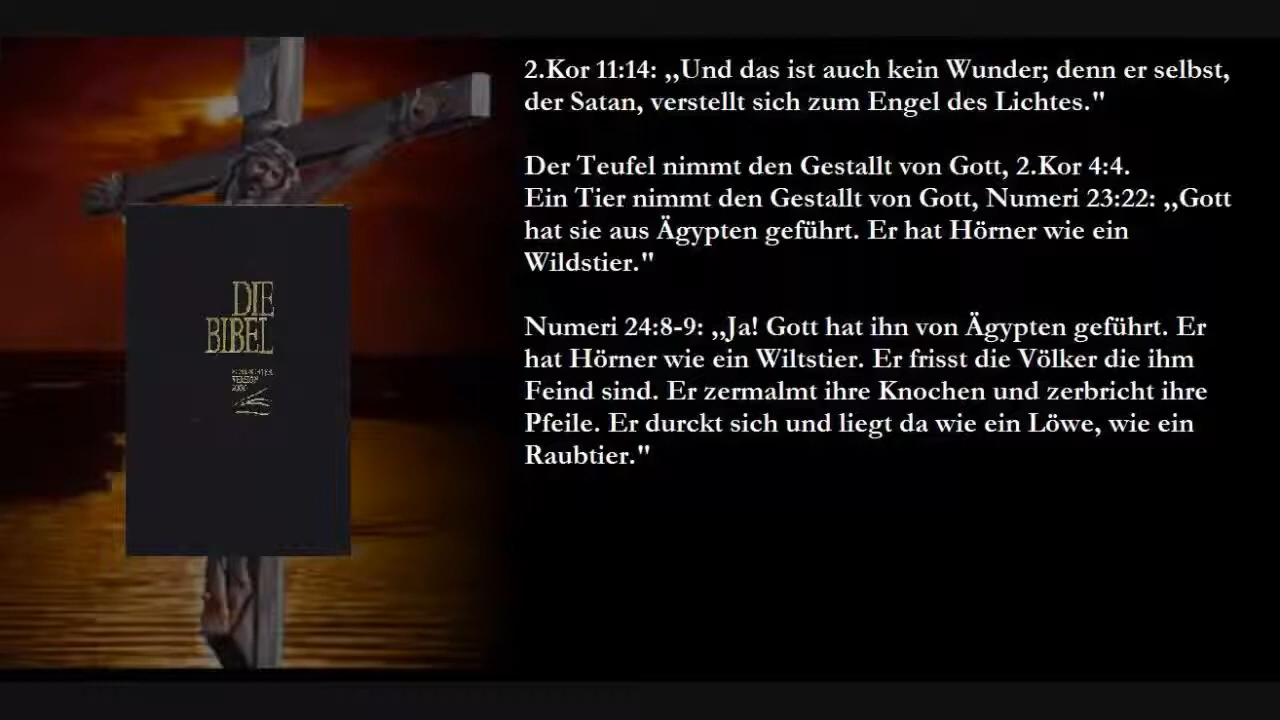 2.Kor 11:14: ,,Und das ist auch kein Wunder; denn er selbst,
der Satan, verstellt sich zum Engel des Lichtes."
Der Teufel nimmt den Gestallt von Gott, 2.Kor 4:4.
Ein Tier nimmt den Gestallt von Gott, Numeri 23:22: ,,Gott
hat sie aus Ägypten geführt. Er hat Hörner wie ein
Wildstier."
Numeri 24:8-9: ,,Ja! Gott hat ihn von Ägypten geführt. Er
hat Hörner wie ein Wiltstier. Er frisst die Völker die ihm
Feind sind. Er zermalmt ihre Knochen und zerbricht ihre
Pfeile. Er durckt sich und liegt da wie ein Löwe, wie ein
Raubtier."
DIE
BIBEL
VERSION